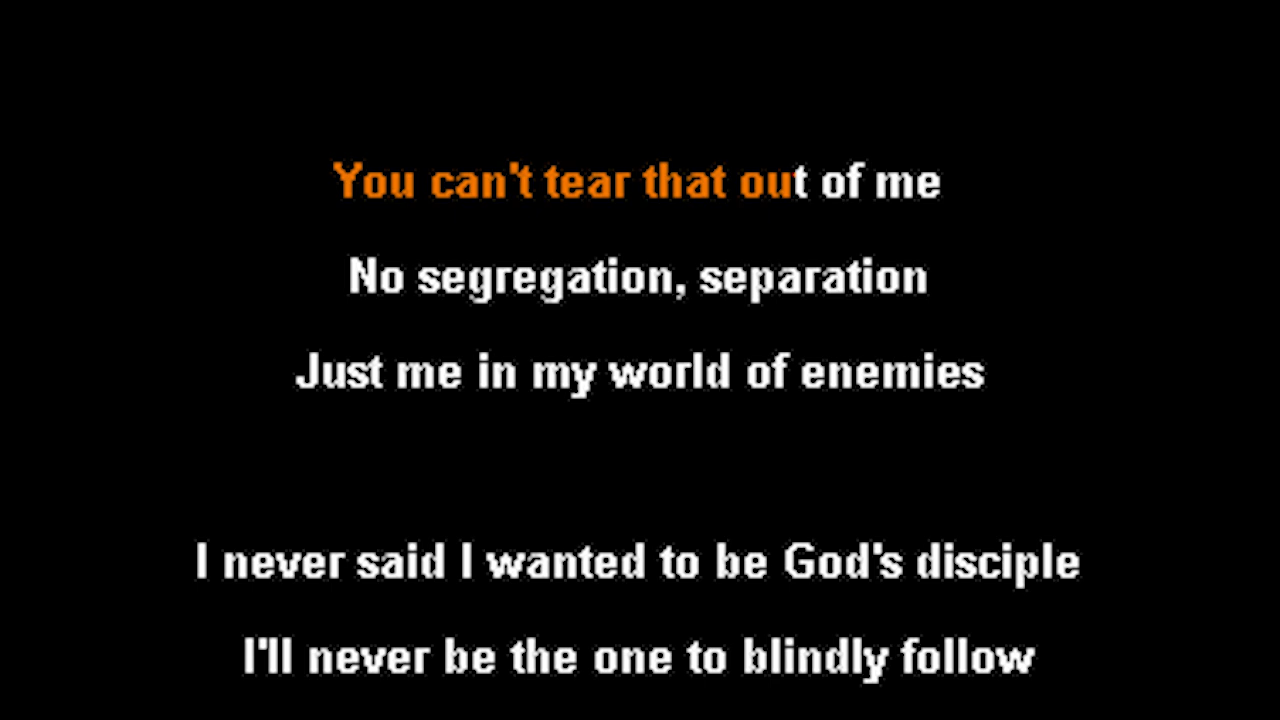 You can't tear that out of me
No segregation, separation
Just me in my world of enemies
I never said I wanted to be God's disciple
I'll never be the one to blindly follow